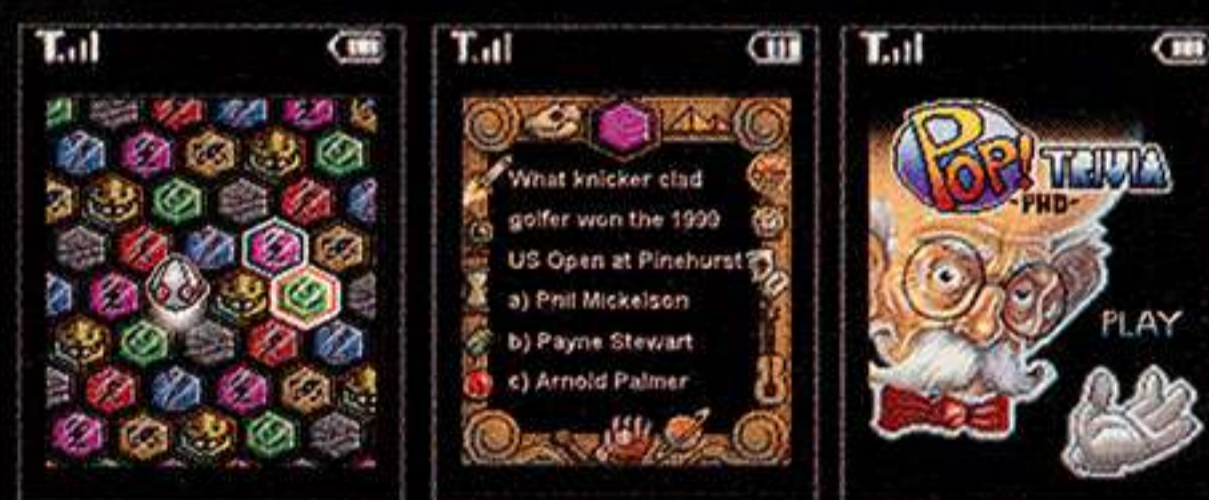 What knicker clad
golfer won the 1999
US Open at Pinehurst?
a) Phil Mickelson
b) Payne Stewart
c) Arnold Palmer
POP! TRIVIA
-PHD-
PLAY